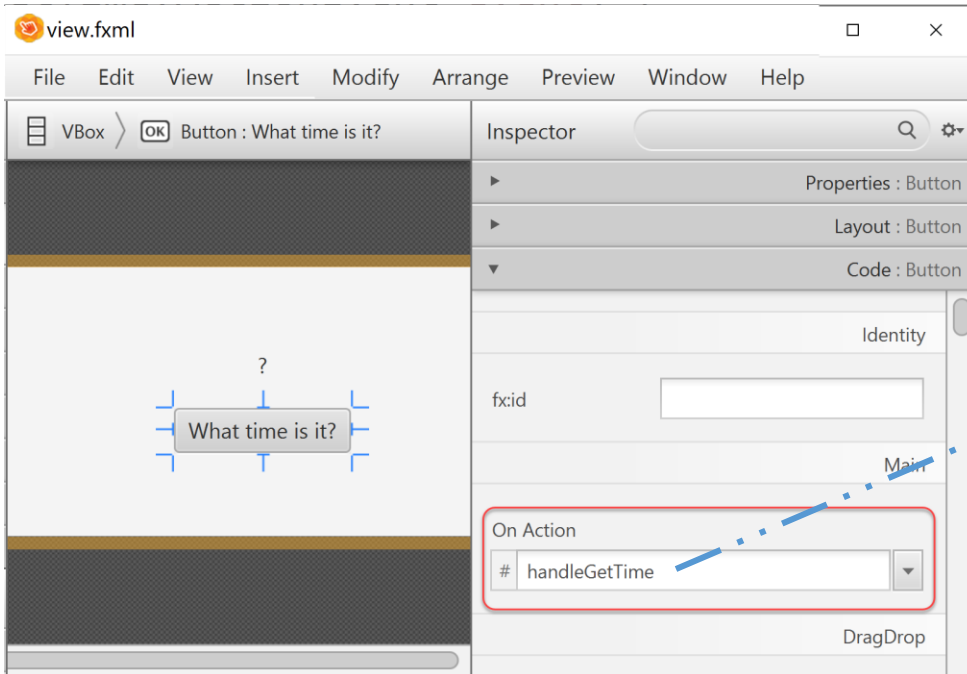 view.fxml
File Edit View Insert Modify Arrange Preview Window Help
VBox OK Button : What time is it?
?
What time is it?
Inspector
Properties : Button
Layout : Button
Code : Button
Identity
fx:id
Main
On Action
# handleGetTime
DragDrop